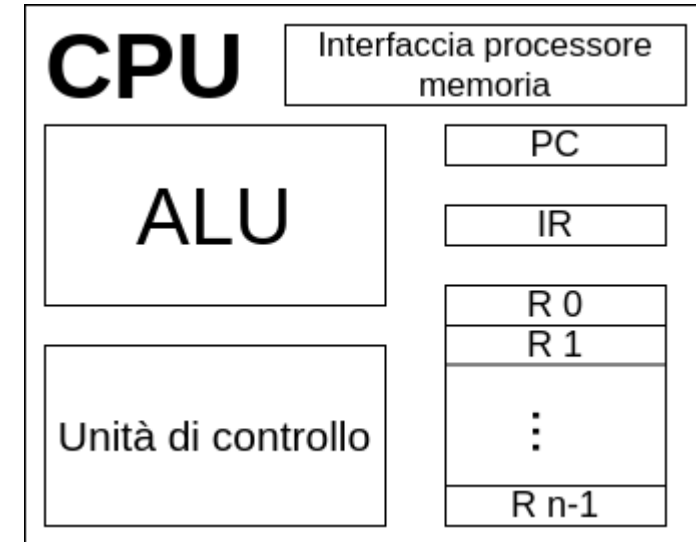 CPU
Interfaccia processore
memoria
ALU
PC
IR
R 0
R 1
⋮
R n-1
Unità di controllo